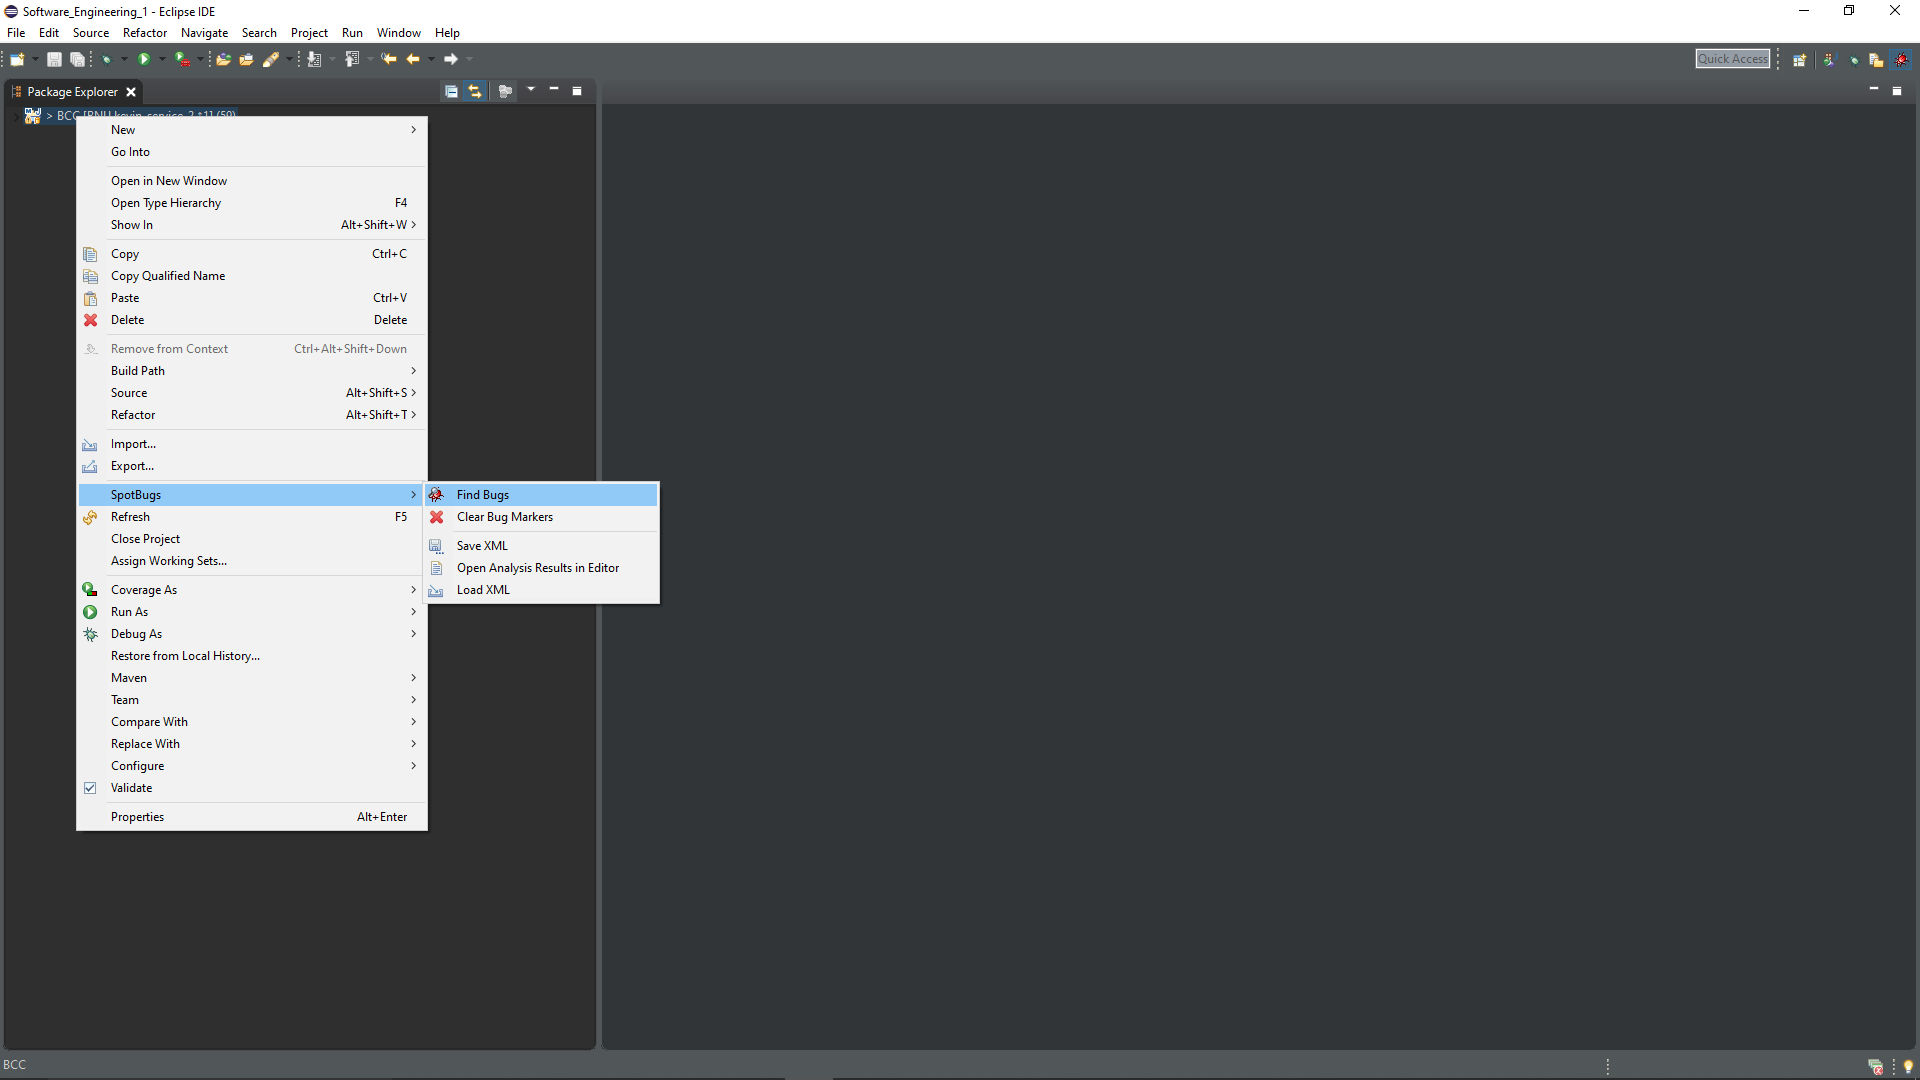 Software_Engineering_1 - Eclipse IDE
File Edit Source Refactor Navigate Search Project Run Window Help
Quick Access
Package Explorer
> BCC [BNU kevin_service_2 ↑1] (59)
New
Go Into
Open in New Window
Open Type Hierarchy F4
Show In Alt+Shift+W >
Copy Ctrl+C
Copy Qualified Name
Paste Ctrl+V
Delete Delete
Remove from Context Ctrl+Alt+Shift+Down
Build Path
Source Alt+Shift+S >
Refactor Alt+Shift+T >
Import...
Export...
SpotBugs
Find Bugs
Refresh F5
Clear Bug Markers
Close Project
Save XML
Assign Working Sets...
Open Analysis Results in Editor
Coverage As
Load XML
Run As
Debug As
Restore from Local History...
Maven
Team
Compare With
Replace With
Configure
Validate
Properties Alt+Enter
BCC